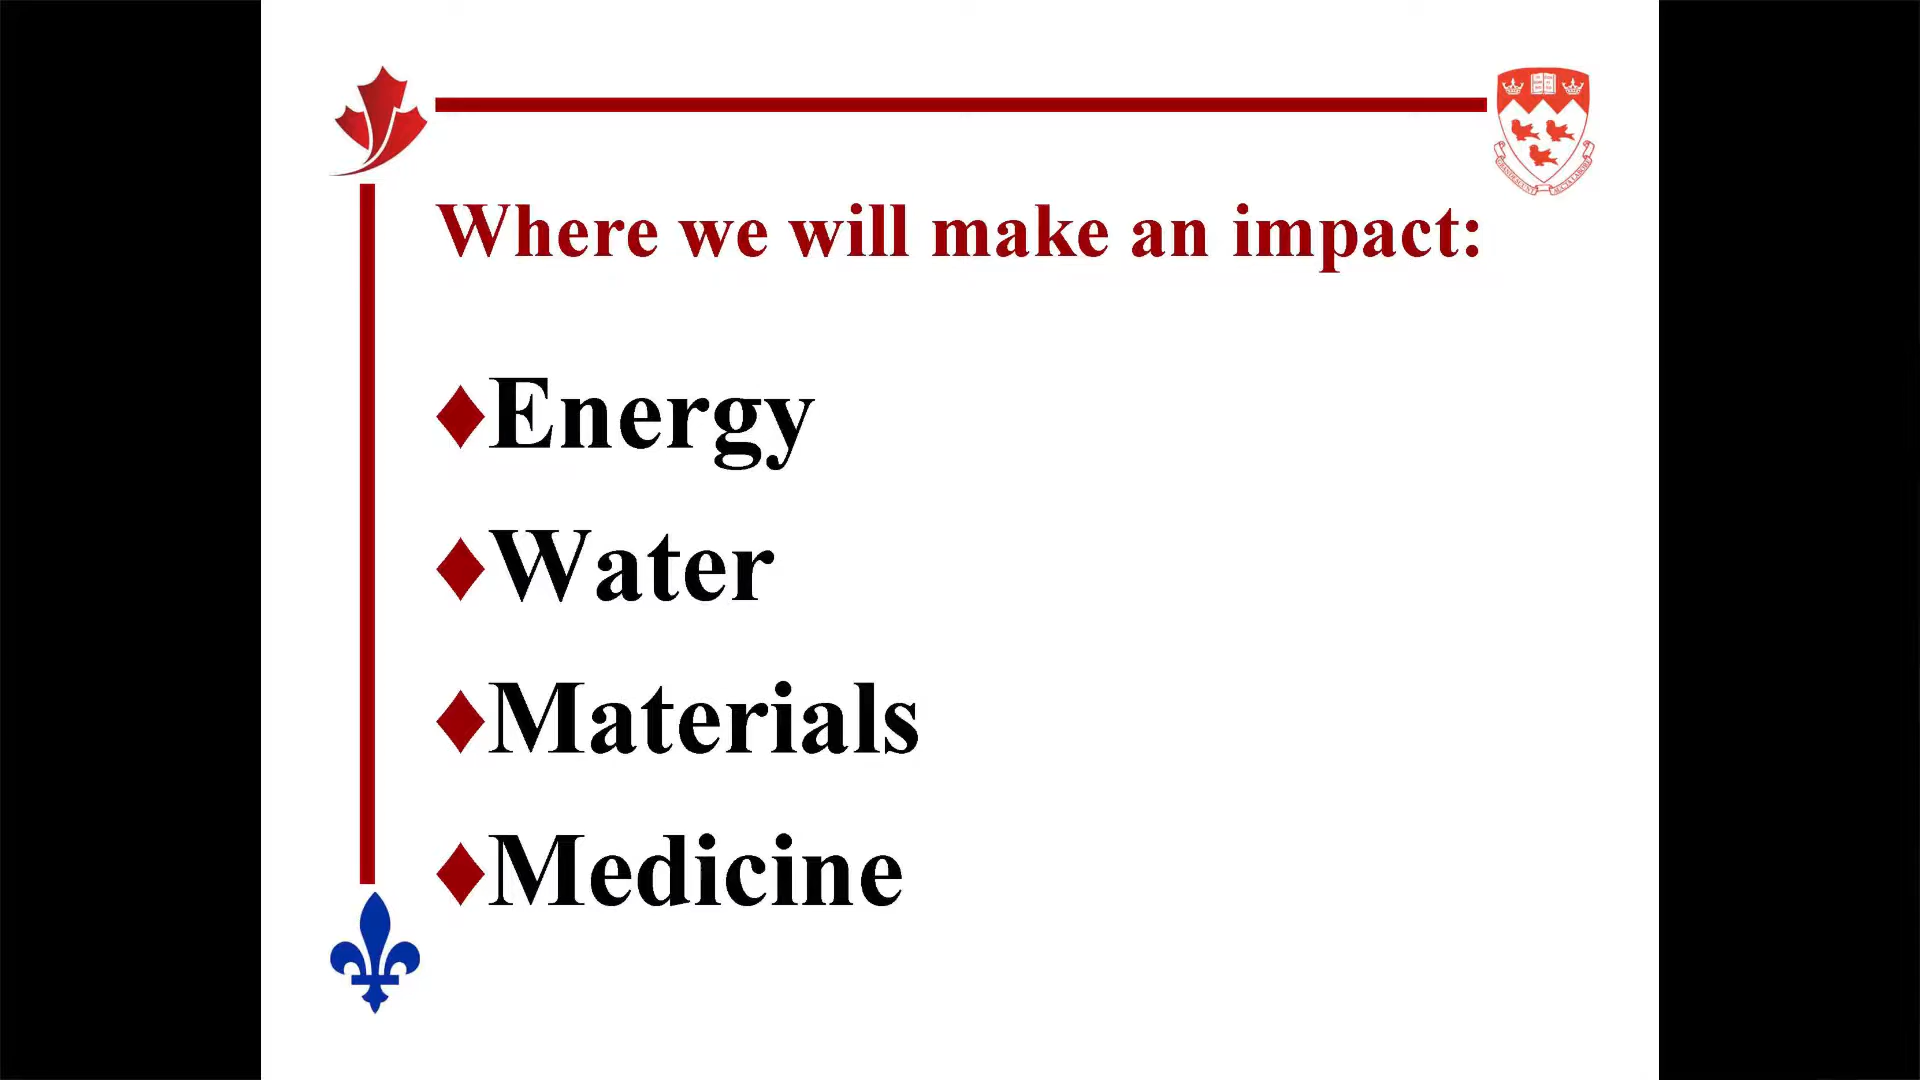 Where we will make an impact:
♦Energy
♦Water
♦Materials
♦Medicine